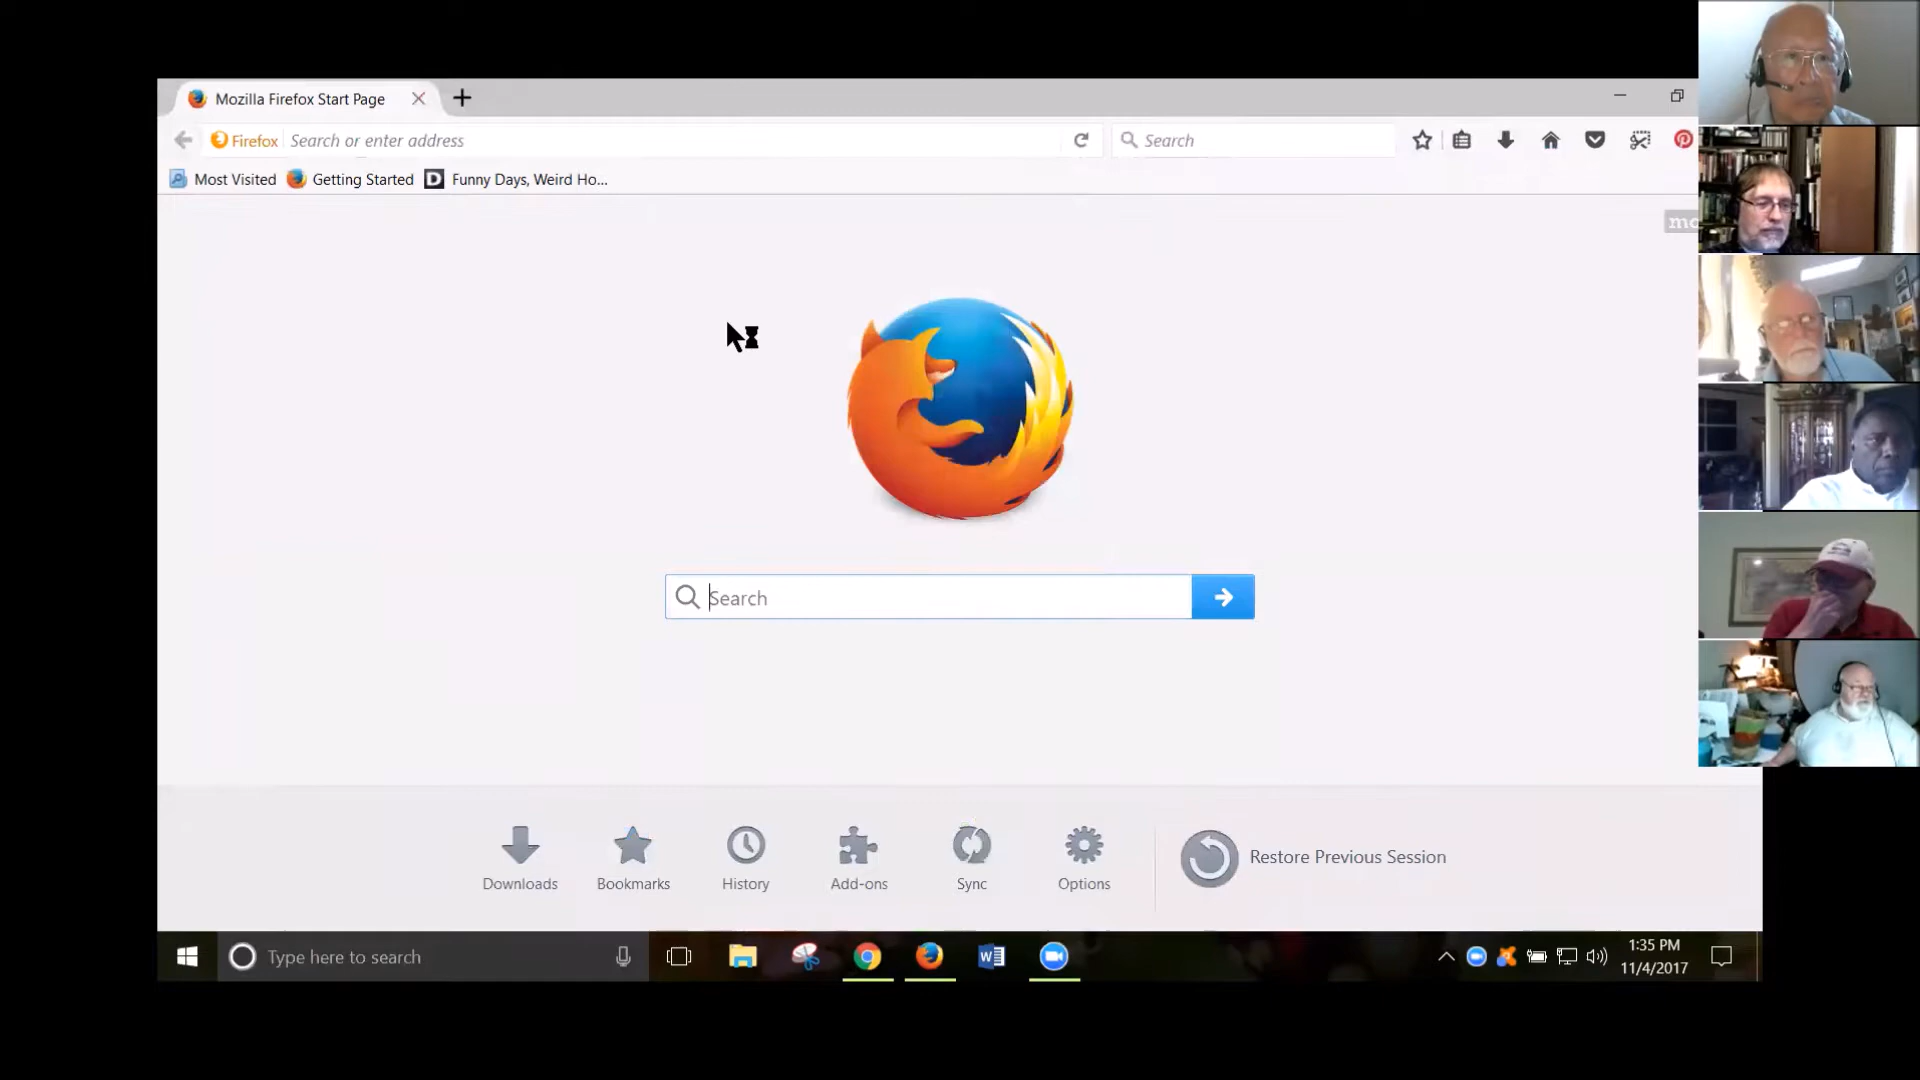 Mozilla Firefox Start Page
Firefox Search or enter address
Search
Most Visited
Getting Started
Funny Days, Weird Ho...
Search
Downloads
Bookmarks
History
Add-ons
Sync
Options
Restore Previous Session
Type here to search
1:35 PM
11/4/2017